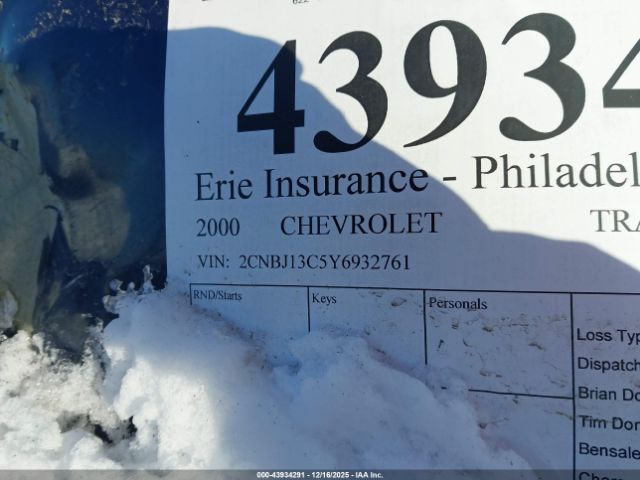 622
4393
Erie Insurance - Philadel
2000 CHEVROLET TRA
VIN: 2CNBJ13C5Y6932761
RND/Starts Keys Personals
Loss Typ
Dispatch
Brian Do
Tim Don
Bensale
000-43934291 - 12/16/2025 - IAA Inc.